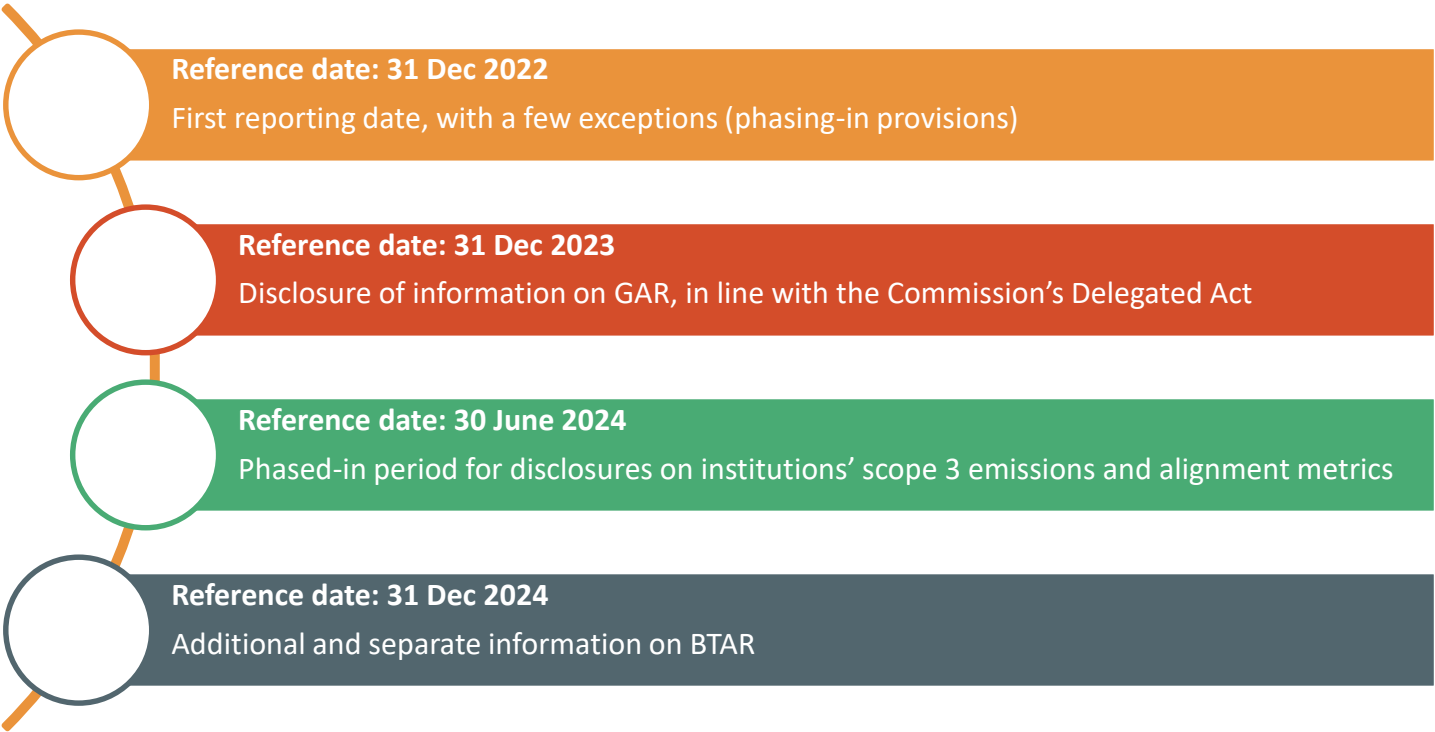 Reference date: 31 Dec 2022
First reporting date, with a few exceptions (phasing-in provisions)
Reference date: 31 Dec 2023
Disclosure of information on GAR, in line with the Commission’s Delegated Act
Reference date: 30 June 2024
Phased-in period for disclosures on institutions’ scope 3 emissions and alignment metrics
Reference date: 31 Dec 2024
Additional and separate information on BTAR